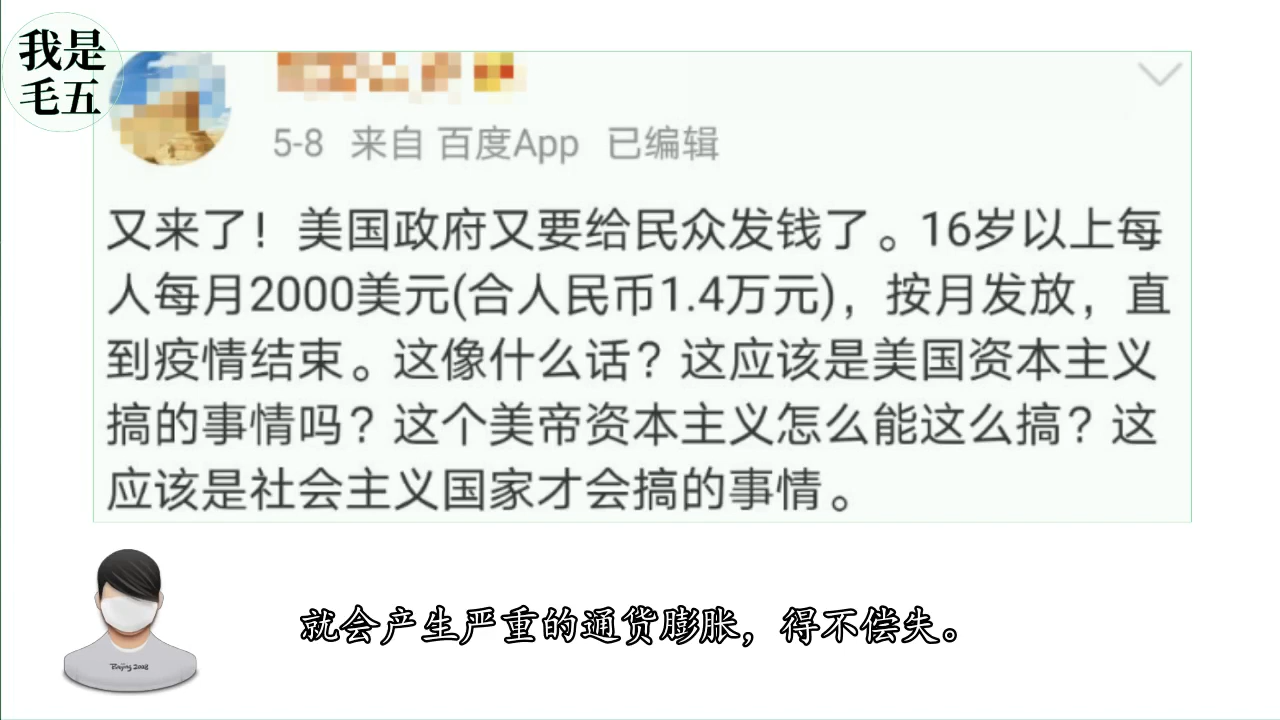 我是
毛五
5-8 来自 百度App 已编辑
又来了！美国政府又要给民众发钱了。16岁以上每
人每月2000美元(合人民币1.4万元)，按月发放，直
到疫情结束。这像什么话？这应该是美国资本主义
搞的事情吗？这个美帝资本主义怎么能这么搞？这
应该是社会主义国家才会搞的事情。
就会产生严重的通货膨胀，得不偿失。
Beijing 2008